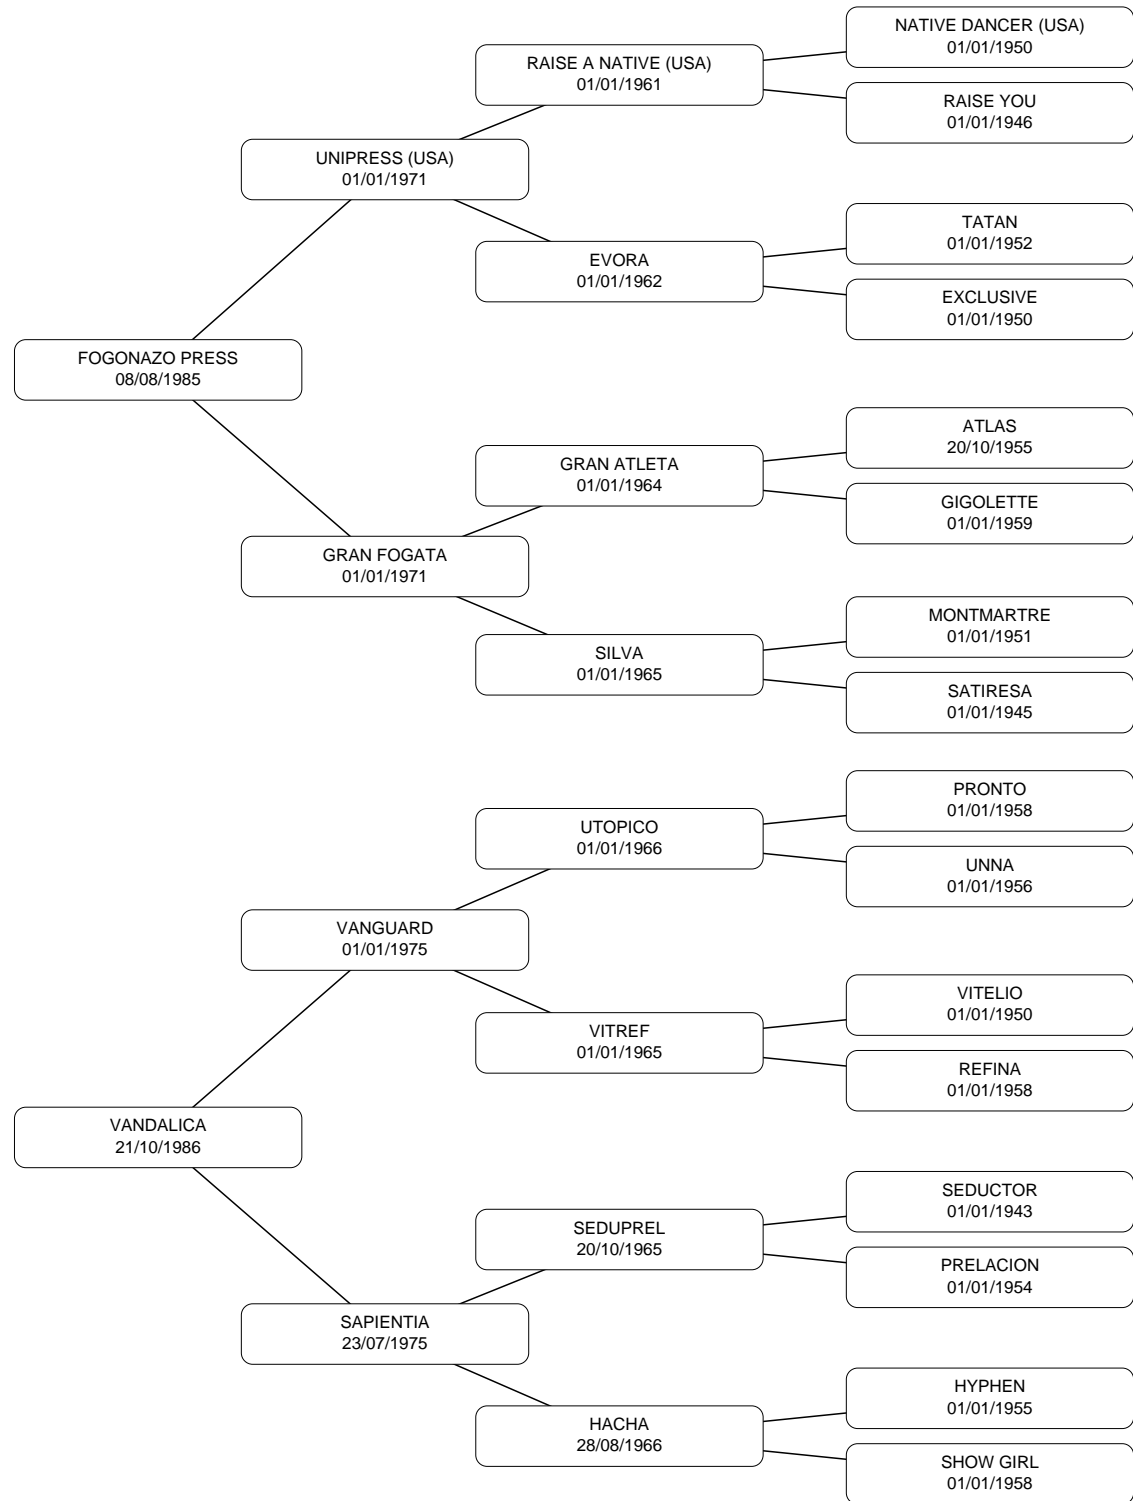 NATIVE DANCER (USA)
01/01/1950
RAISE A NATIVE (USA)
01/01/1961
RAISE YOU
01/01/1946
UNIPRESS (USA)
01/01/1971
TATAN
01/01/1952
EVORA
01/01/1962
EXCLUSIVE
01/01/1950
FOGONAZO PRESS
08/08/1985
ATLAS
20/10/1955
GRAN ATLETA
01/01/1964
GIGOLETTE
01/01/1959
GRAN FOGATA
01/01/1971
MONTMARTRE
01/01/1951
SILVA
01/01/1965
SATIRESA
01/01/1945
PRONTO
01/01/1958
UTOPICO
01/01/1966
UNNA
01/01/1956
VANGUARD
01/01/1975
VITELIO
01/01/1950
VITREF
01/01/1965
REFINA
01/01/1958
VANDALICA
21/10/1986
SEDUCTOR
01/01/1943
SEDUPREL
20/10/1965
PRELACION
01/01/1954
SAPIENTIA
23/07/1975
HYPHEN
01/01/1955
HACHA
28/08/1966
SHOW GIRL
01/01/1958